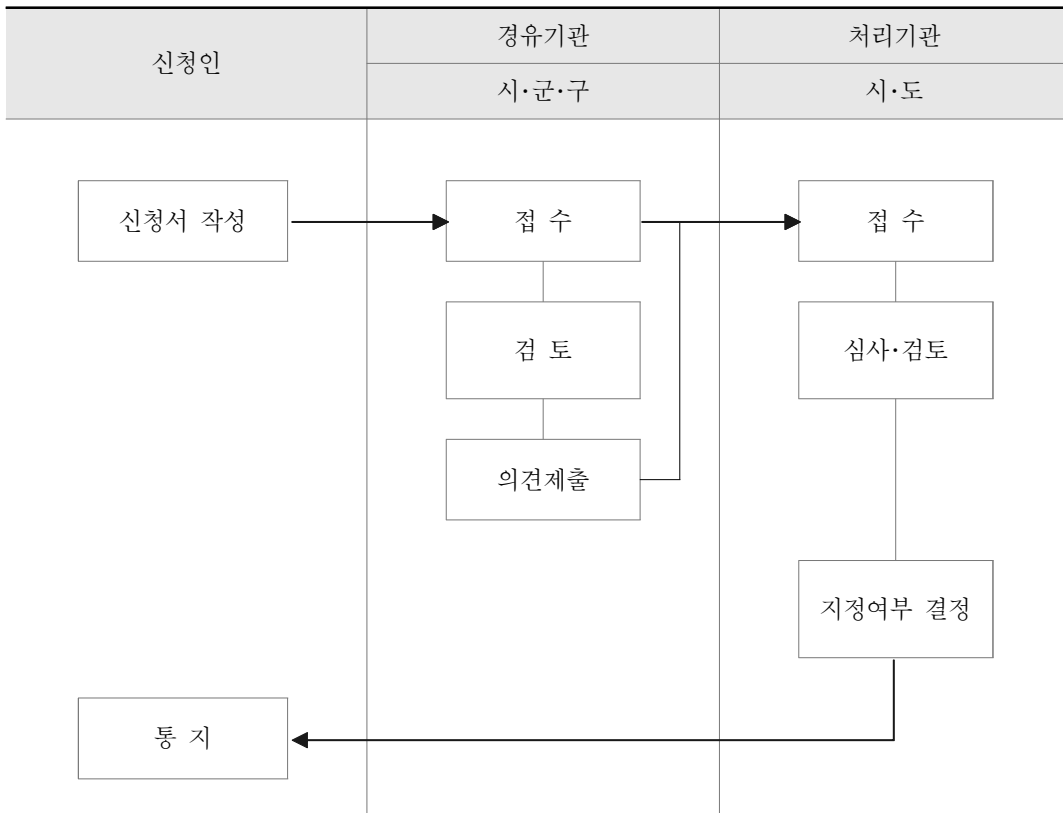 신청인
경유기관
처리기관
시·군·구
시·도
신청서 작성
접 수
접 수
검 토
심사·검토
의견제출
지정여부 결정
통 지